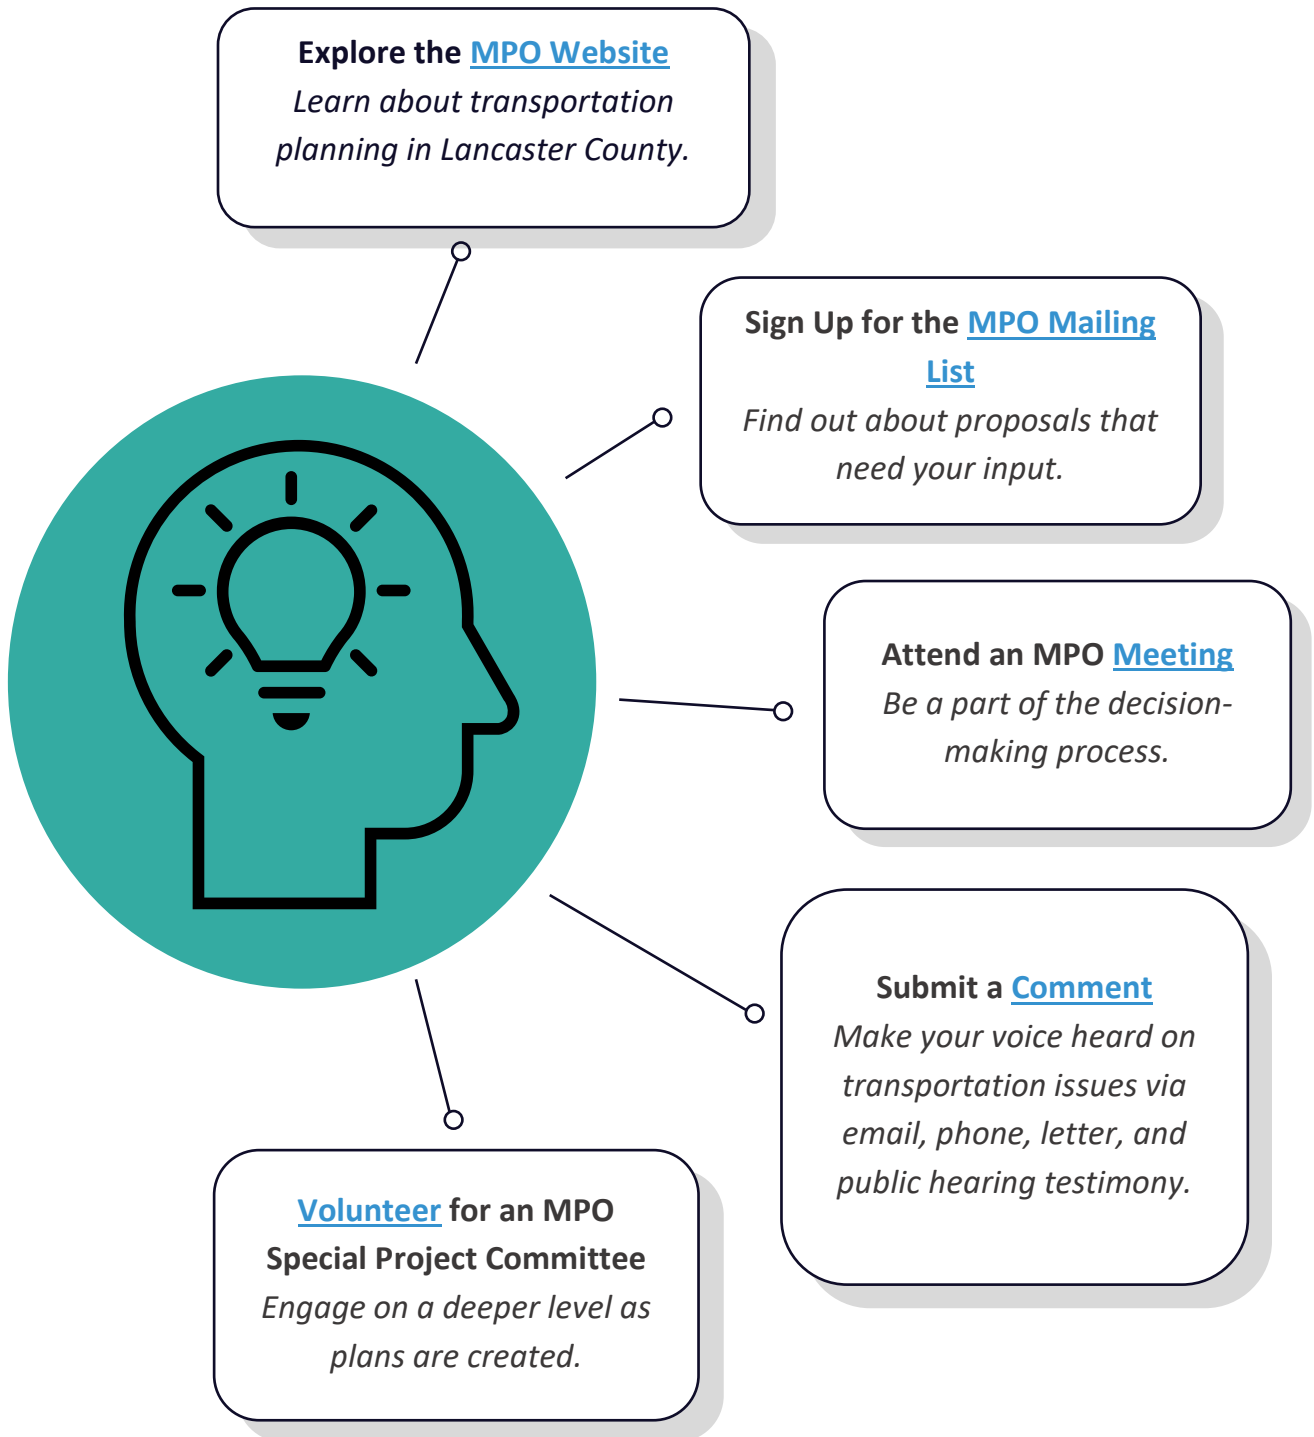 Explore the MPO Website
Learn about transportation
planning in Lancaster County.
Sign Up for the MPO Mailing
List
Find out about proposals that
need your input.
Attend an MPO Meeting
Be a part of the decision-
making process.
Submit a Comment
Make your voice heard on
transportation issues via
email, phone, letter, and
public hearing testimony.
Volunteer for an MPO
Special Project Committee
Engage on a deeper level as
plans are created.